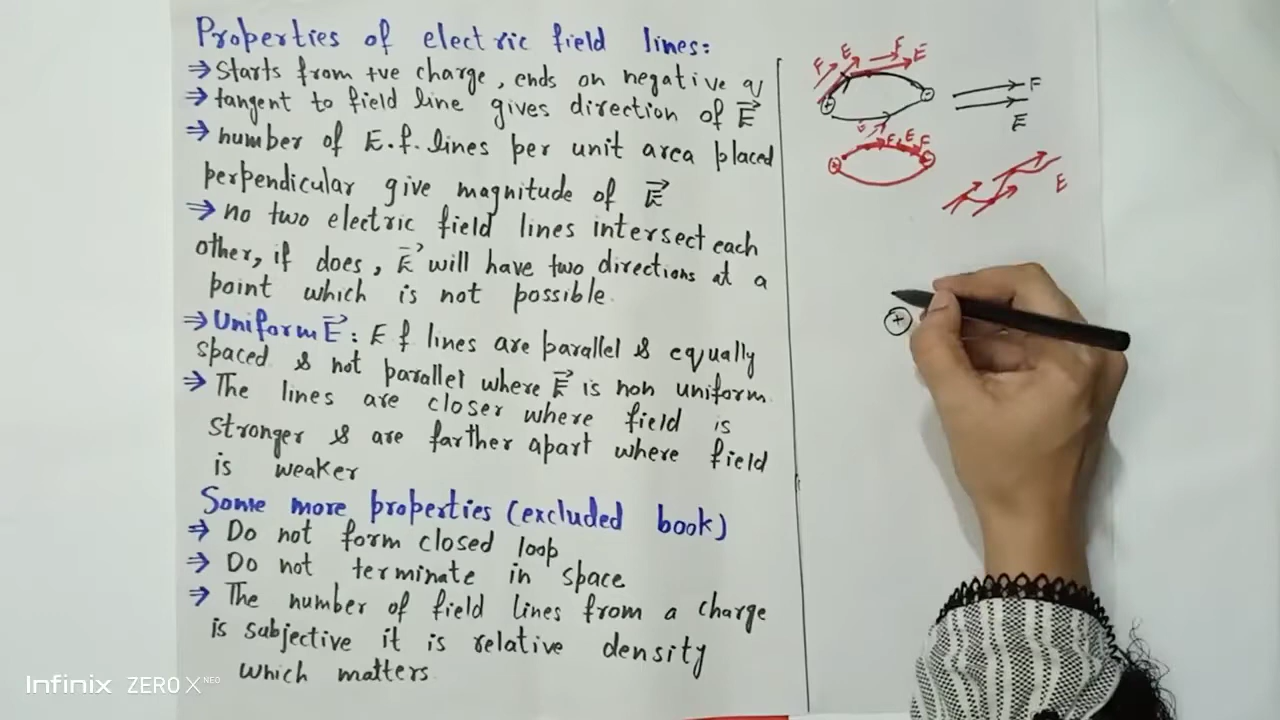 Properties of electric field lines:
⇒ Starts from +ve charge, ends on negative q
⇒ tangent to field line gives direction of E⃗
⇒ number of E.f. lines per unit area placed
perpendicular give magnitude of E⃗
⇒ no two electric field lines intersect each
other, if does, E⃗ will have two directions at a
point which is not possible.
⇒ Uniform E⃗: E f lines are parallel & equally
spaced & not parallel where E⃗ is non uniform.
⇒ The lines are closer where field is
stronger & are farther apart where field
is weaker
Some more properties (excluded book)
⇒ Do not form closed loop
⇒ Do not terminate in space
⇒ The number of field lines from a charge
is subjective it is relative density
which matters.
F E F E
+ -
F
E
E F
+
E
+
Infinix ZERO X NEO